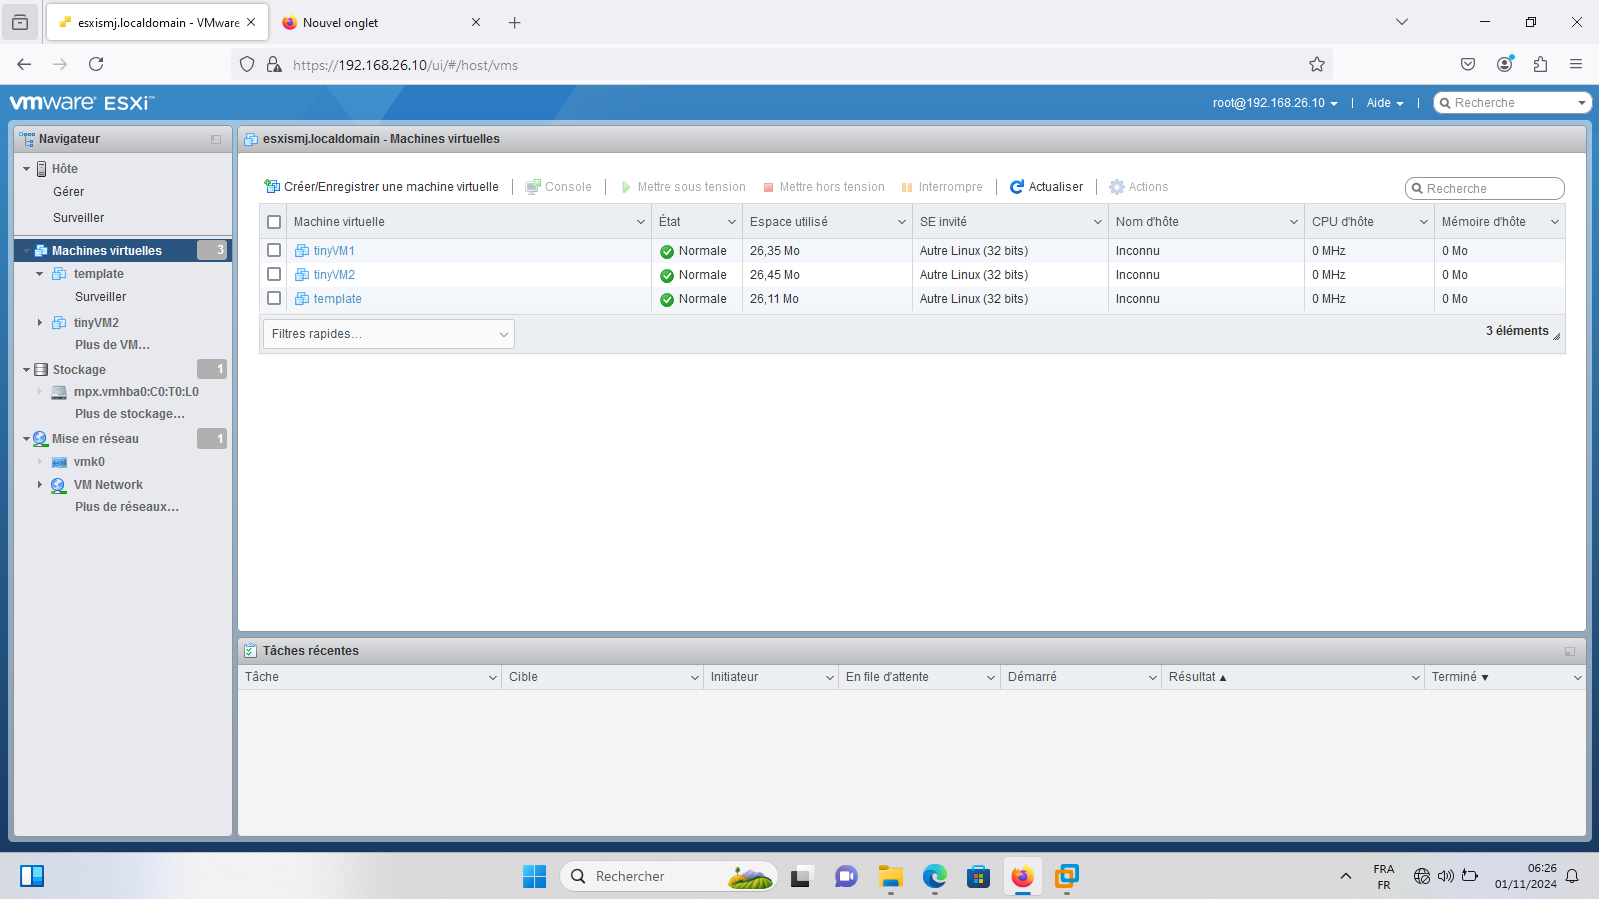 esxismj.localdomain - VMware
Nouvel onglet
https://192.168.26.10/ui/#/host/vms
vmware ESXi™
root@192.168.26.10
Aide
Recherche
Navigateur
Hôte
Gérer
Surveiller
Machines virtuelles 3
template
Surveiller
tinyVM2
Plus de VM...
Stockage 1
mpx.vmhba0:C0:T0:L0
Plus de stockage...
Mise en réseau 1
vmk0
VM Network
Plus de réseaux...
esxismj.localdomain - Machines virtuelles
Créer/Enregistrer une machine virtuelle | Console | Mettre sous tension Mettre hors tension Interrompre | Actualiser | Actions
Recherche
Machine virtuelle État Espace utilisé SE invité Nom d'hôte CPU d'hôte Mémoire d'hôte
tinyVM1 Normale 26,35 Mo Autre Linux (32 bits) Inconnu 0 MHz 0 Mo
tinyVM2 Normale 26,45 Mo Autre Linux (32 bits) Inconnu 0 MHz 0 Mo
template Normale 26,11 Mo Autre Linux (32 bits) Inconnu 0 MHz 0 Mo
Filtres rapides...
3 éléments
Tâches récentes
Tâche Cible Initiateur En file d'attente Démarré Résultat Terminé
Rechercher
FRA
FR
06:26
01/11/2024